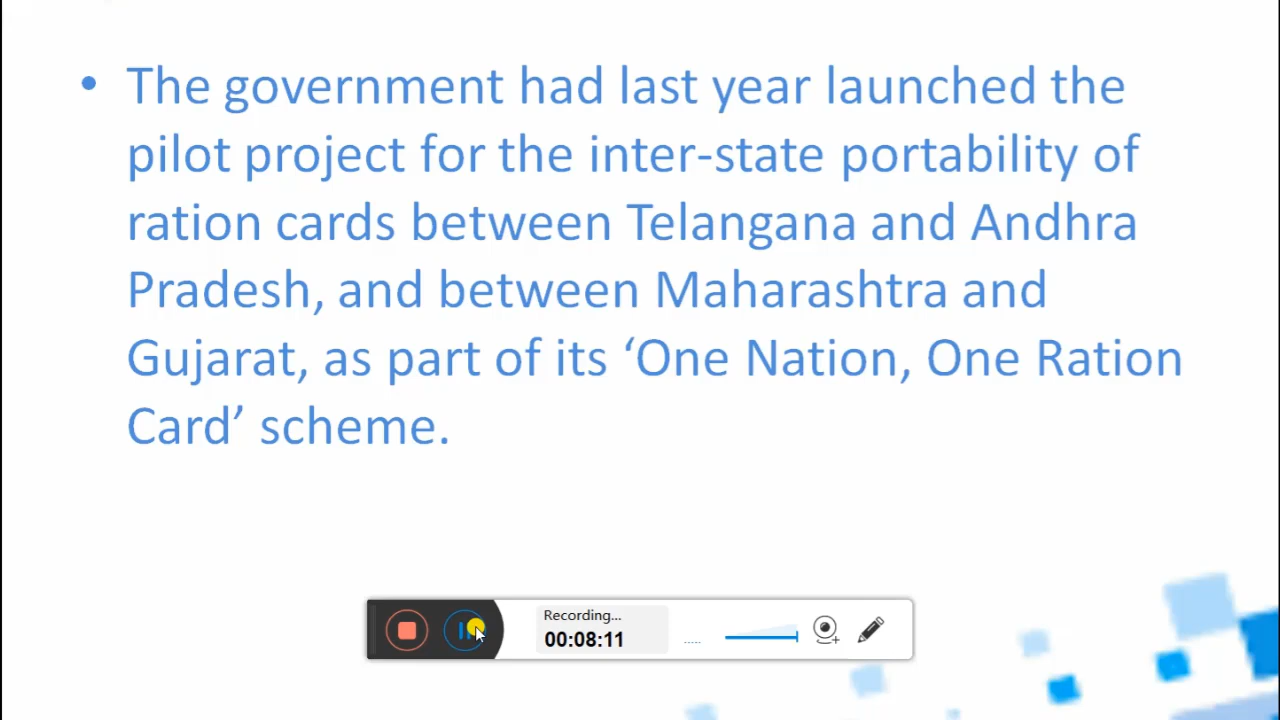 • The government had last year launched the
pilot project for the inter-state portability of
ration cards between Telangana and Andhra
Pradesh, and between Maharashtra and
Gujarat, as part of its ‘One Nation, One Ration
Card’ scheme.
Recording...
00:08:11